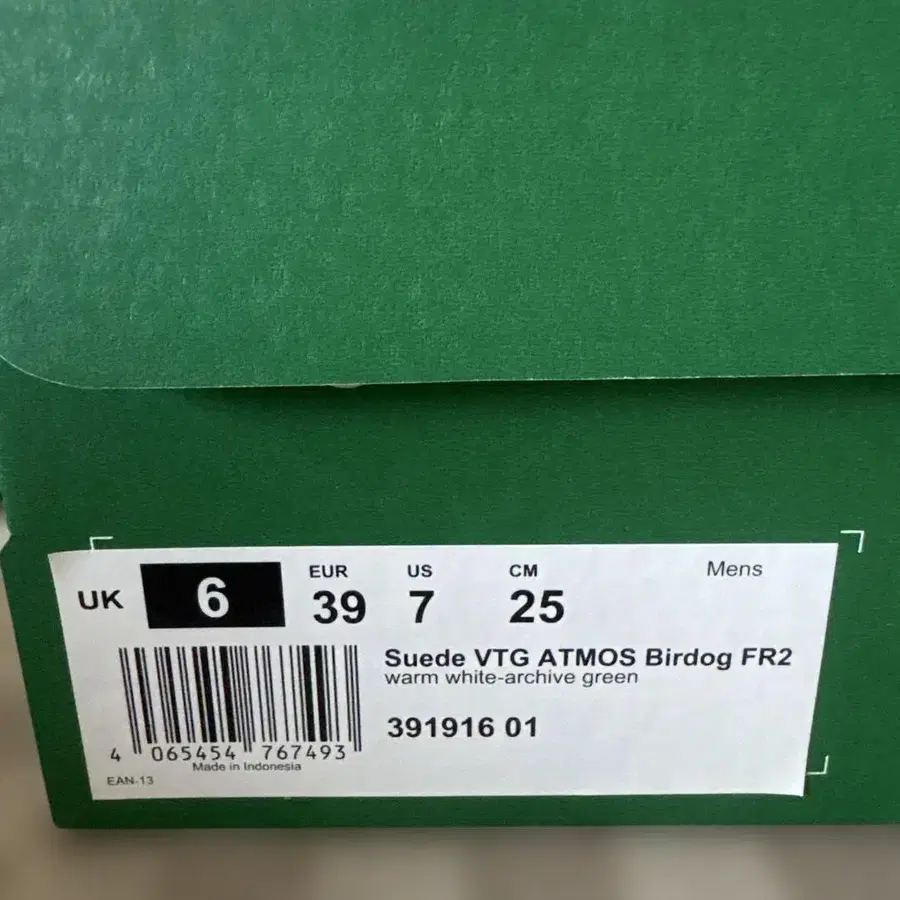 UK 6 EUR 39 US 7 CM 25 Mens
Suede VTG ATMOS Birdog FR2
warm white-archive green
391916 01
4 065454 767493
Made in Indonesia
EAN-13